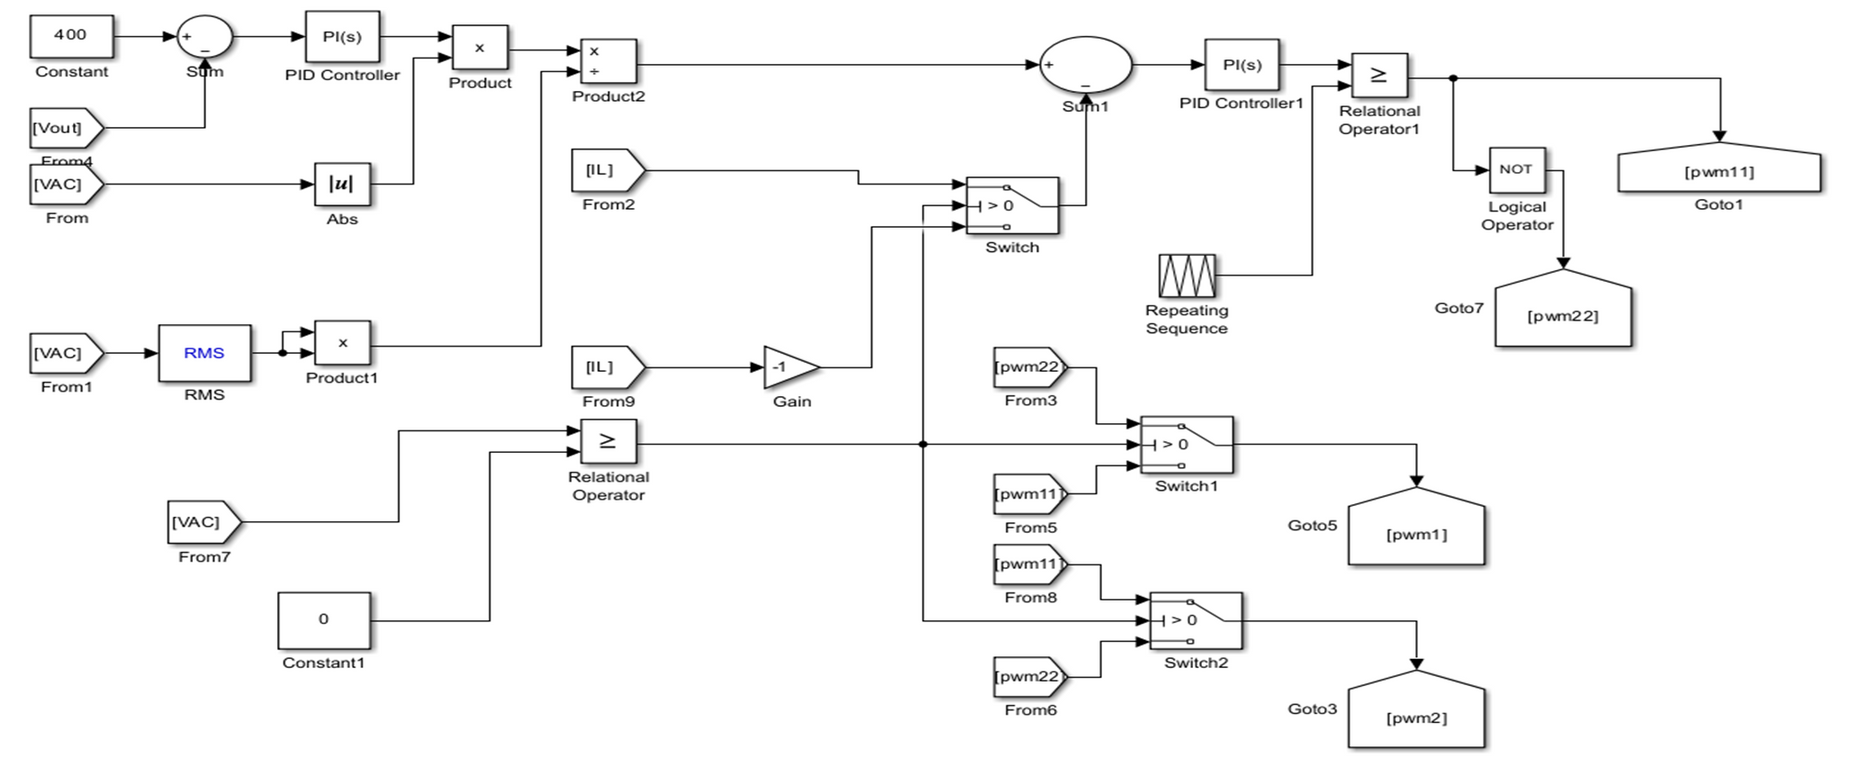 400
Constant
+
−
Sum
PI(s)
PID Controller
x
Product
x
÷
Product2
+
−
Sum1
PI(s)
PID Controller1
≥
Relational
Operator1
[pwm11]
Goto1
NOT
Logical
Operator
Goto7
[pwm22]
[Vout]
From4
[VAC]
From
|u|
Abs
[IL]
From2
> 0
Switch
Repeating
Sequence
[VAC]
From1
RMS
RMS
x
Product1
[IL]
From9
-1
Gain
≥
Relational
Operator
[VAC]
From7
0
Constant1
[pwm22]
From3
[pwm11]
From5
> 0
Switch1
Goto5
[pwm1]
[pwm11]
From8
[pwm22]
From6
> 0
Switch2
Goto3
[pwm2]